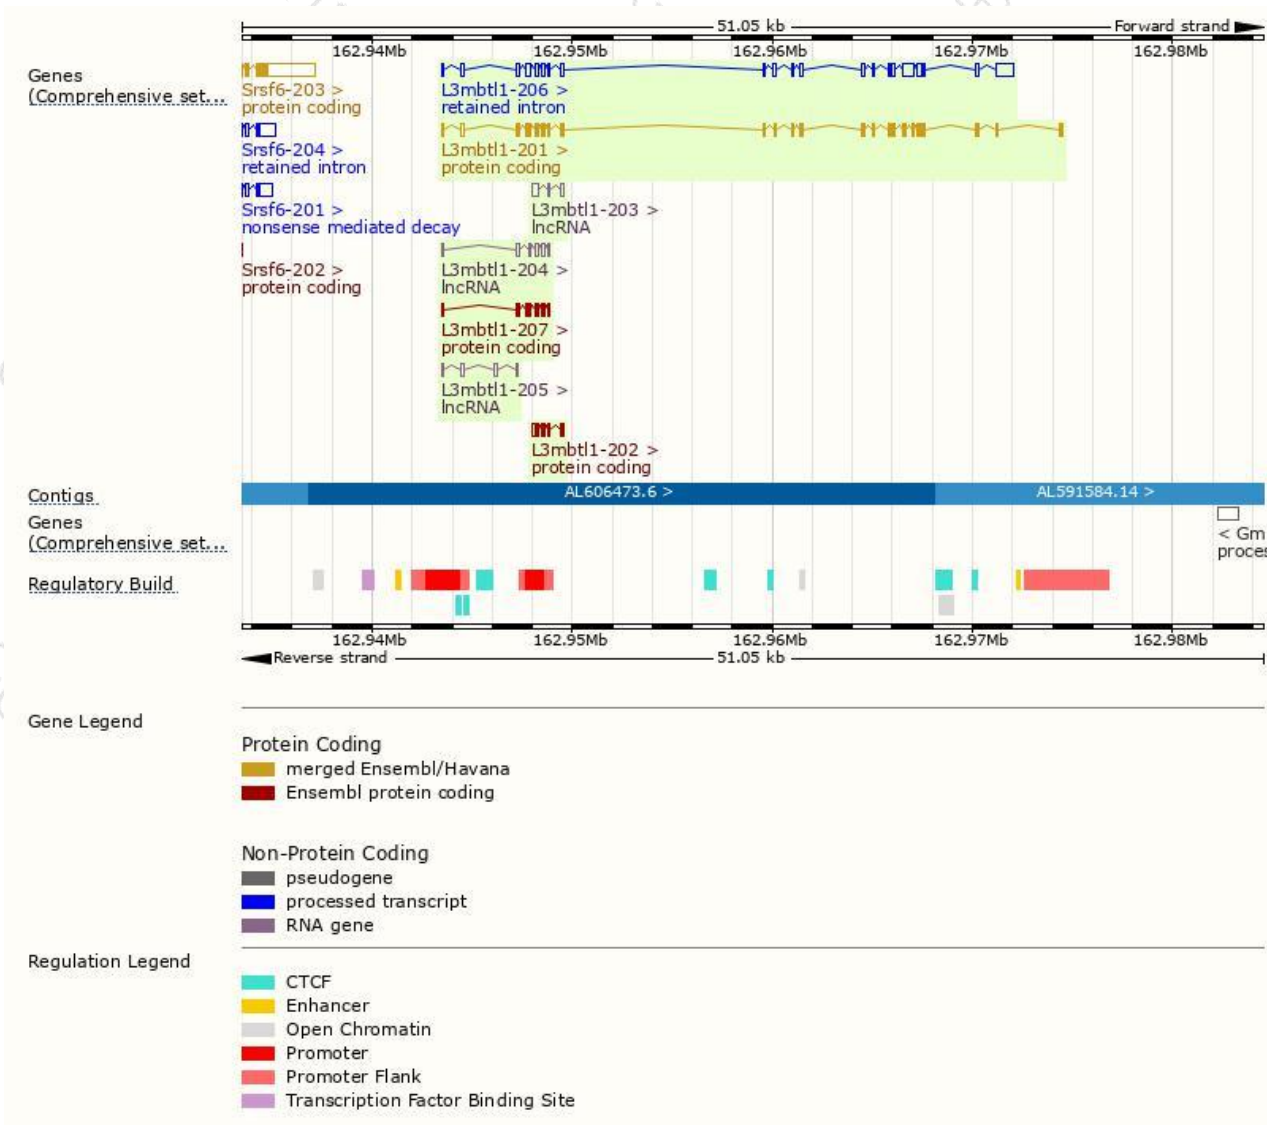 51.05 kb
Forward strand
162.94Mb 162.95Mb 162.96Mb 162.97Mb 162.98Mb
Genes
(Comprehensive set...
Srsf6-203 >
protein coding
L3mbtl1-206 >
retained intron
Srsf6-204 >
retained intron
L3mbtl1-201 >
protein coding
Srsf6-201 >
nonsense mediated decay
L3mbtl1-203 >
lncRNA
Srsf6-202 >
protein coding
L3mbtl1-204 >
lncRNA
L3mbtl1-207 >
protein coding
L3mbtl1-205 >
lncRNA
L3mbtl1-202 >
protein coding
Contigs
AL606473.6 >
AL591584.14 >
Genes
(Comprehensive set...
< Gm
proces
Regulatory Build
162.94Mb 162.95Mb 162.96Mb 162.97Mb 162.98Mb
Reverse strand
51.05 kb
Gene Legend
Protein Coding
merged Ensembl/Havana
Ensembl protein coding
Non-Protein Coding
pseudogene
processed transcript
RNA gene
Regulation Legend
CTCF
Enhancer
Open Chromatin
Promoter
Promoter Flank
Transcription Factor Binding Site